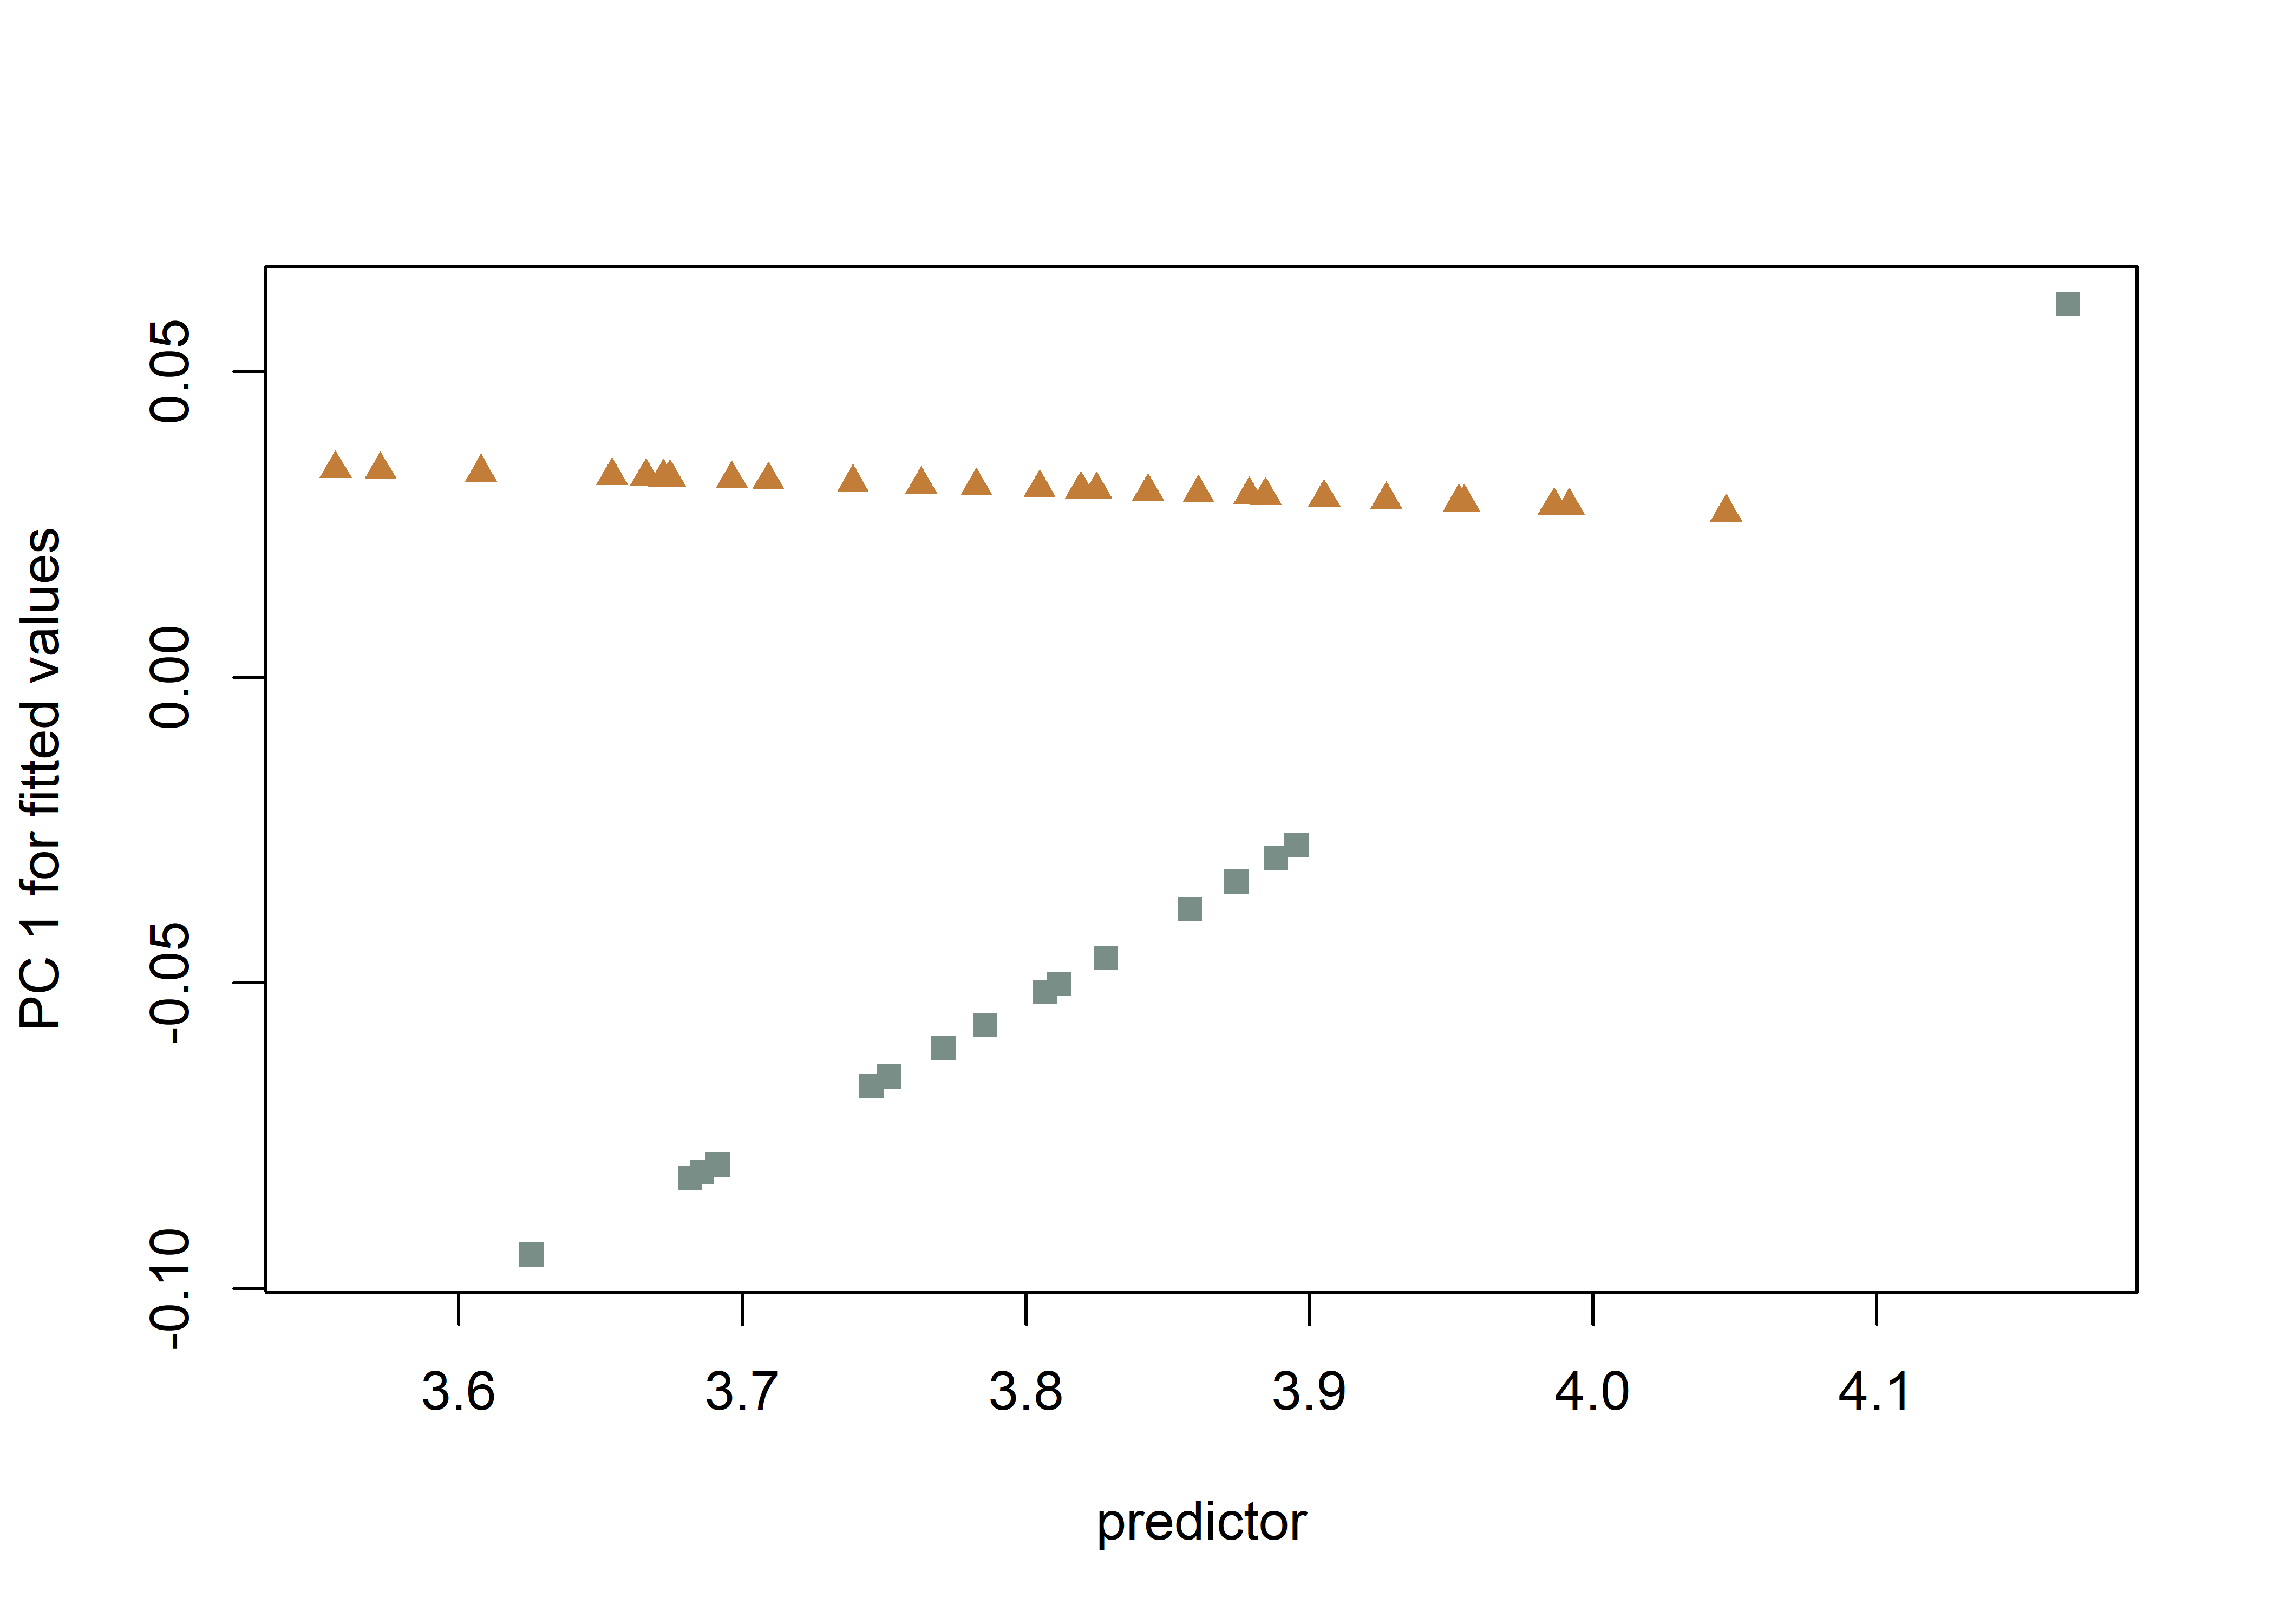 PC 1 for fitted values
0.05
0.00
-0.05
-0.10
3.6 3.7 3.8 3.9 4.0 4.1
predictor